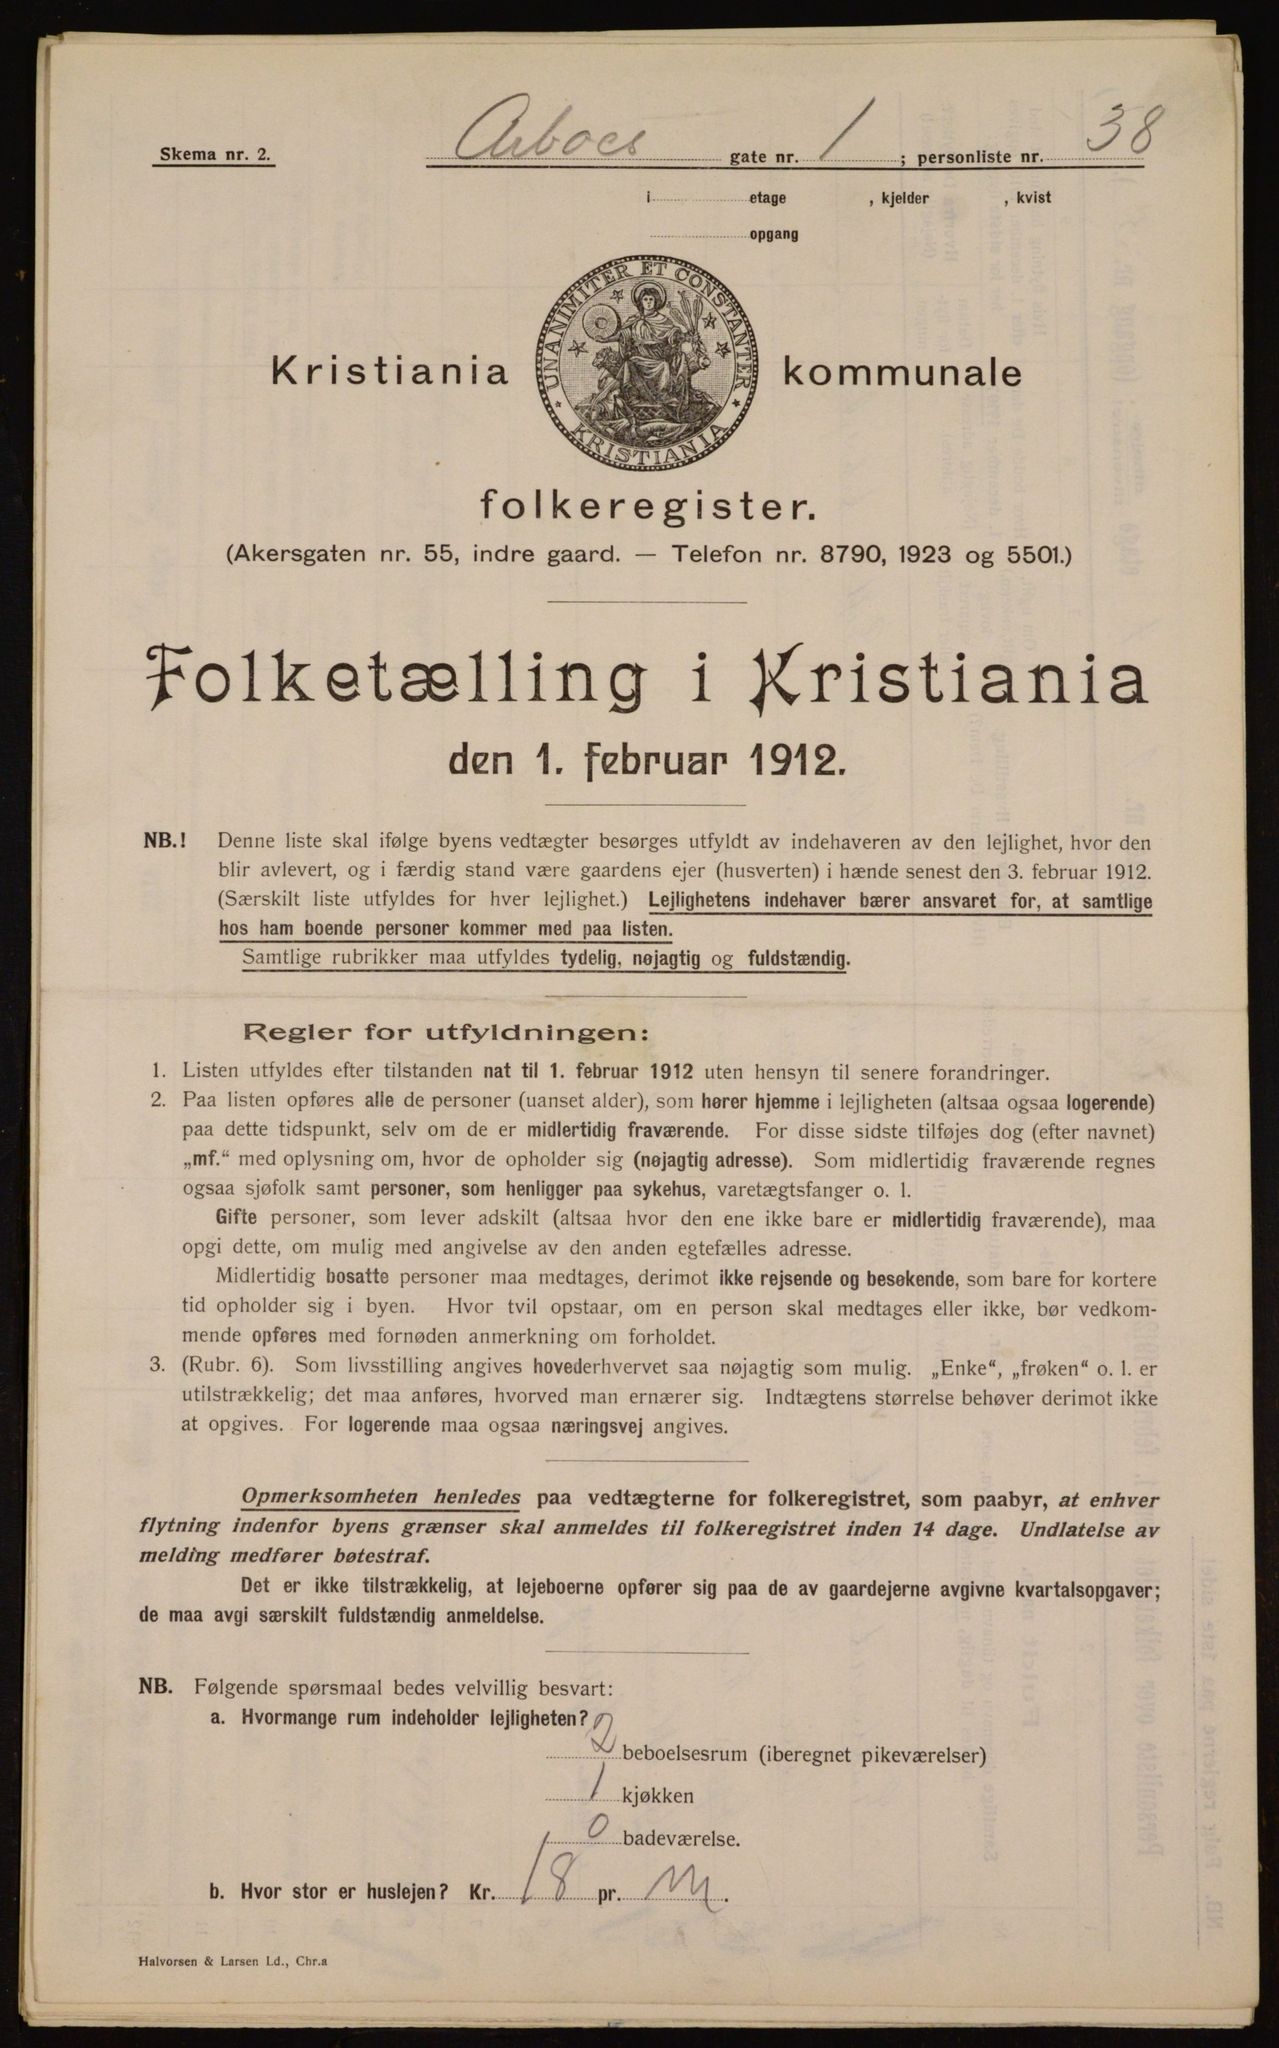 Skema nr. 2.
Arboes gate nr. 1 ; personliste nr. 38
i etage , kjelder , kvist
opgang
UNANIMITER ET CONSTANTER
KRISTIANIA
Kristiania kommunale
folkeregister.
(Akersgaten nr. 55, indre gaard. — Telefon nr. 8790, 1923 og 5501.)
Folketælling i Kristiania
den 1. februar 1912.
NB.! Denne liste skal ifølge byens vedtægter besørges utfyldt av indehaveren av den lejlighet, hvor den
blir avlevert, og i færdig stand være gaardens ejer (husverten) i hænde senest den 3. februar 1912.
(Særskilt liste utfyldes for hver lejlighet.) Lejlighetens indehaver bærer ansvaret for, at samtlige
hos ham boende personer kommer med paa listen.
Samtlige rubrikker maa utfyldes tydelig, nøjagtig og fuldstændig.
Regler for utfyldningen:
1. Listen utfyldes efter tilstanden nat til 1. februar 1912 uten hensyn til senere forandringer.
2. Paa listen opføres alle de personer (uanset alder), som hører hjemme i lejligheten (altsaa ogsaa logerende)
paa dette tidspunkt, selv om de er midlertidig fraværende. For disse sidste tilføjes dog (efter navnet)
„mf.“ med oplysning om, hvor de opholder sig (nøjagtig adresse). Som midlertidig fraværende regnes
ogsaa sjøfolk samt personer, som henligger paa sykehus, varetægtsfanger o. l.
Gifte personer, som lever adskilt (altsaa hvor den ene ikke bare er midlertidig fraværende), maa
opgi dette, om mulig med angivelse av den anden egtefælles adresse.
Midlertidig bosatte personer maa medtages, derimot ikke rejsende og besøkende, som bare for kortere
tid opholder sig i byen. Hvor tvil opstaar, om en person skal medtages eller ikke, bør vedkom-
mende opføres med fornøden anmerkning om forholdet.
3. (Rubr. 6). Som livsstilling angives hovederhvervet saa nøjagtig som mulig. „Enke“, „frøken“ o. l. er
utilstrækkelig; det maa anføres, hvorved man ernærer sig. Indtægtens størrelse behøver derimot ikke
at opgives. For logerende maa ogsaa næringsvej angives.
Opmerksomheten henledes paa vedtægterne for folkeregistret, som paabyr, at enhver
flytning indenfor byens grænser skal anmeldes til folkeregistret inden 14 dage. Undlatelse av
melding medfører bøtestraf.
Det er ikke tilstrækkelig, at lejeboerne opfører sig paa de av gaardejerne avgivne kvartalsopgaver;
de maa avgi særskilt fuldstændig anmeldelse.
NB. Følgende spørsmaal bedes velvillig besvart:
a. Hvormange rum indeholder lejligheten?
2 beboelsesrum (iberegnet pikeværelser)
1 kjøkken
0 badeværelse.
b. Hvor stor er huslejen? Kr. 18 pr. M.
Halvorsen & Larsen Ld., Chr.a